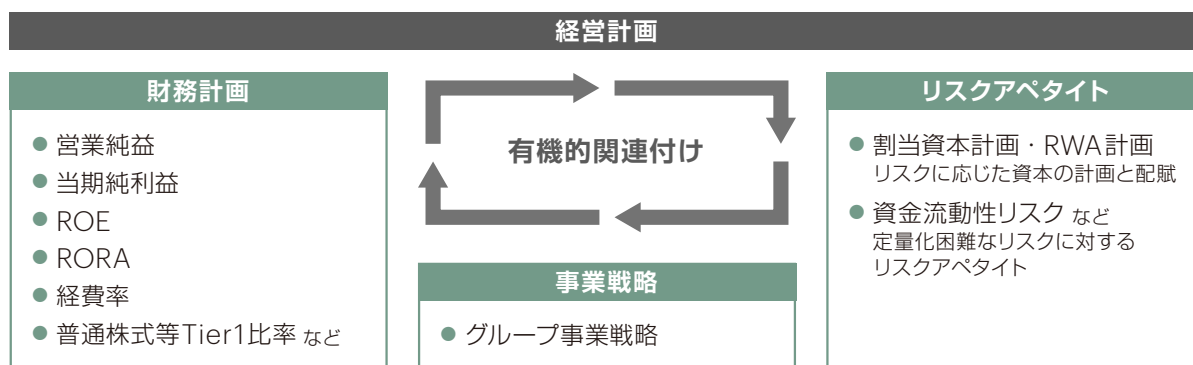 経営計画
財務計画
● 営業純益
● 当期純利益
● ROE
● RORA
● 経費率
● 普通株式等Tier1比率 など
有機的関連付け
事業戦略
● グループ事業戦略
リスクアペタイト
● 割当資本計画・RWA計画
リスクに応じた資本の計画と配賦
● 資金流動性リスク など
定量化困難なリスクに対する
リスクアペタイト